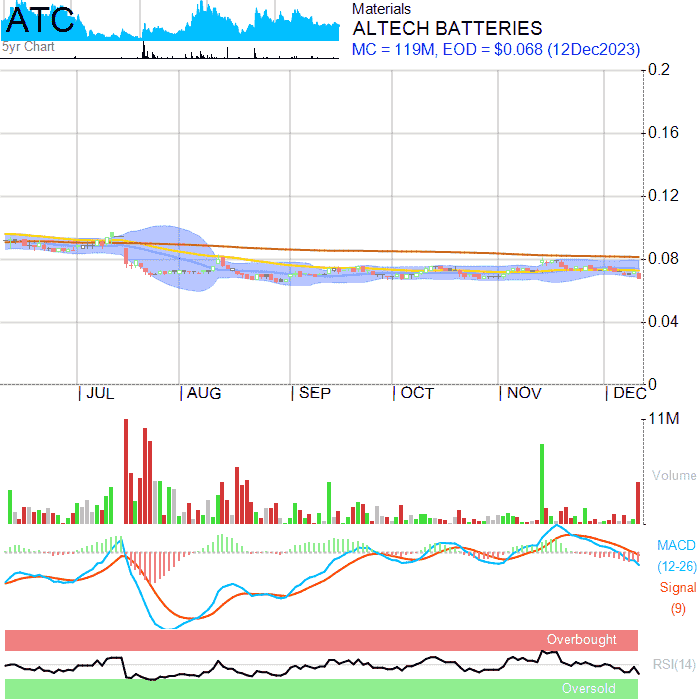 ATC
5yr Chart
Materials
ALTECH BATTERIES
MC = 119M, EOD = $0.068 (12Dec2023)
0.2
0.16
0.12
0.08
0.04
0
JUL AUG SEP OCT NOV DEC
11M
Volume
MACD
(12-26)
Signal
(9)
Overbought
RSI(14)
Oversold